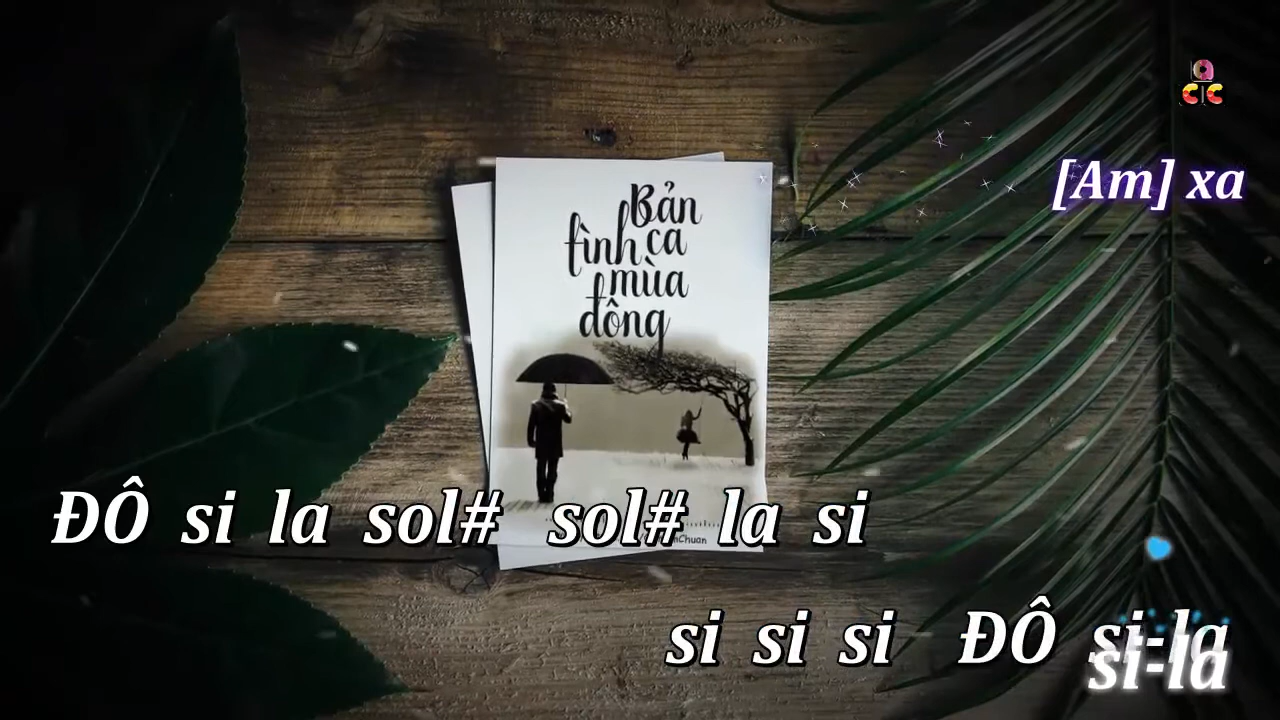 [Am] xa
Bản
tình ca
mùa
đông
ĐÔ si la sol# sol# la si
si si si ĐÔ si-la
si-la